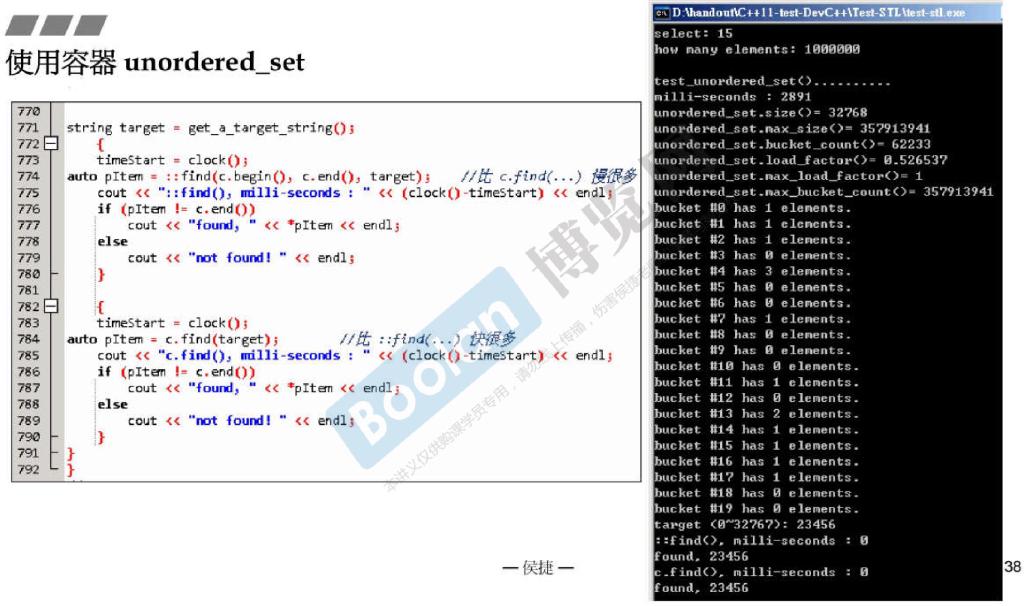 使用容器 unordered_set
770
771 string target = get_a_target_string();
772 {
773 timeStart = clock();
774 auto pItem = ::find(c.begin(), c.end(), target); //比 c.find(...) 慢很多
775 cout << "::find(), milli-seconds : " << (clock()-timeStart) << endl;
776 if (pItem != c.end())
777 cout << "found, " << *pItem << endl;
778 else
779 cout << "not found! " << endl;
780 }
781
782 {
783 timeStart = clock();
784 auto pItem = c.find(target); //比 ::find(...) 快很多
785 cout << "c.find(), milli-seconds : " << (clock()-timeStart) << endl;
786 if (pItem != c.end())
787 cout << "found, " << *pItem << endl;
788 else
789 cout << "not found! " << endl;
790 }
791 }
792 }
D:\handout\C++11-test-DevC++\Test-STL\test-stl.exe
select: 15
how many elements: 1000000
test_unordered_set()..........
milli-seconds : 2891
unordered_set.size()= 32768
unordered_set.max_size()= 357913941
unordered_set.bucket_count()= 62233
unordered_set.load_factor()= 0.526537
unordered_set.max_load_factor()= 1
unordered_set.max_bucket_count()= 357913941
bucket #0 has 1 elements.
bucket #1 has 1 elements.
bucket #2 has 1 elements.
bucket #3 has 0 elements.
bucket #4 has 3 elements.
bucket #5 has 0 elements.
bucket #6 has 0 elements.
bucket #7 has 1 elements.
bucket #8 has 0 elements.
bucket #9 has 0 elements.
bucket #10 has 0 elements.
bucket #11 has 1 elements.
bucket #12 has 0 elements.
bucket #13 has 2 elements.
bucket #14 has 1 elements.
bucket #15 has 1 elements.
bucket #16 has 1 elements.
bucket #17 has 1 elements.
bucket #18 has 0 elements.
bucket #19 has 0 elements.
target (0~32767): 23456
::find(), milli-seconds : 0
found, 23456
c.find(), milli-seconds : 0
found, 23456
Boolan 博览
本讲义仅供购课学员专用，请勿上传播，伤害侯捷老
— 侯捷 —
38